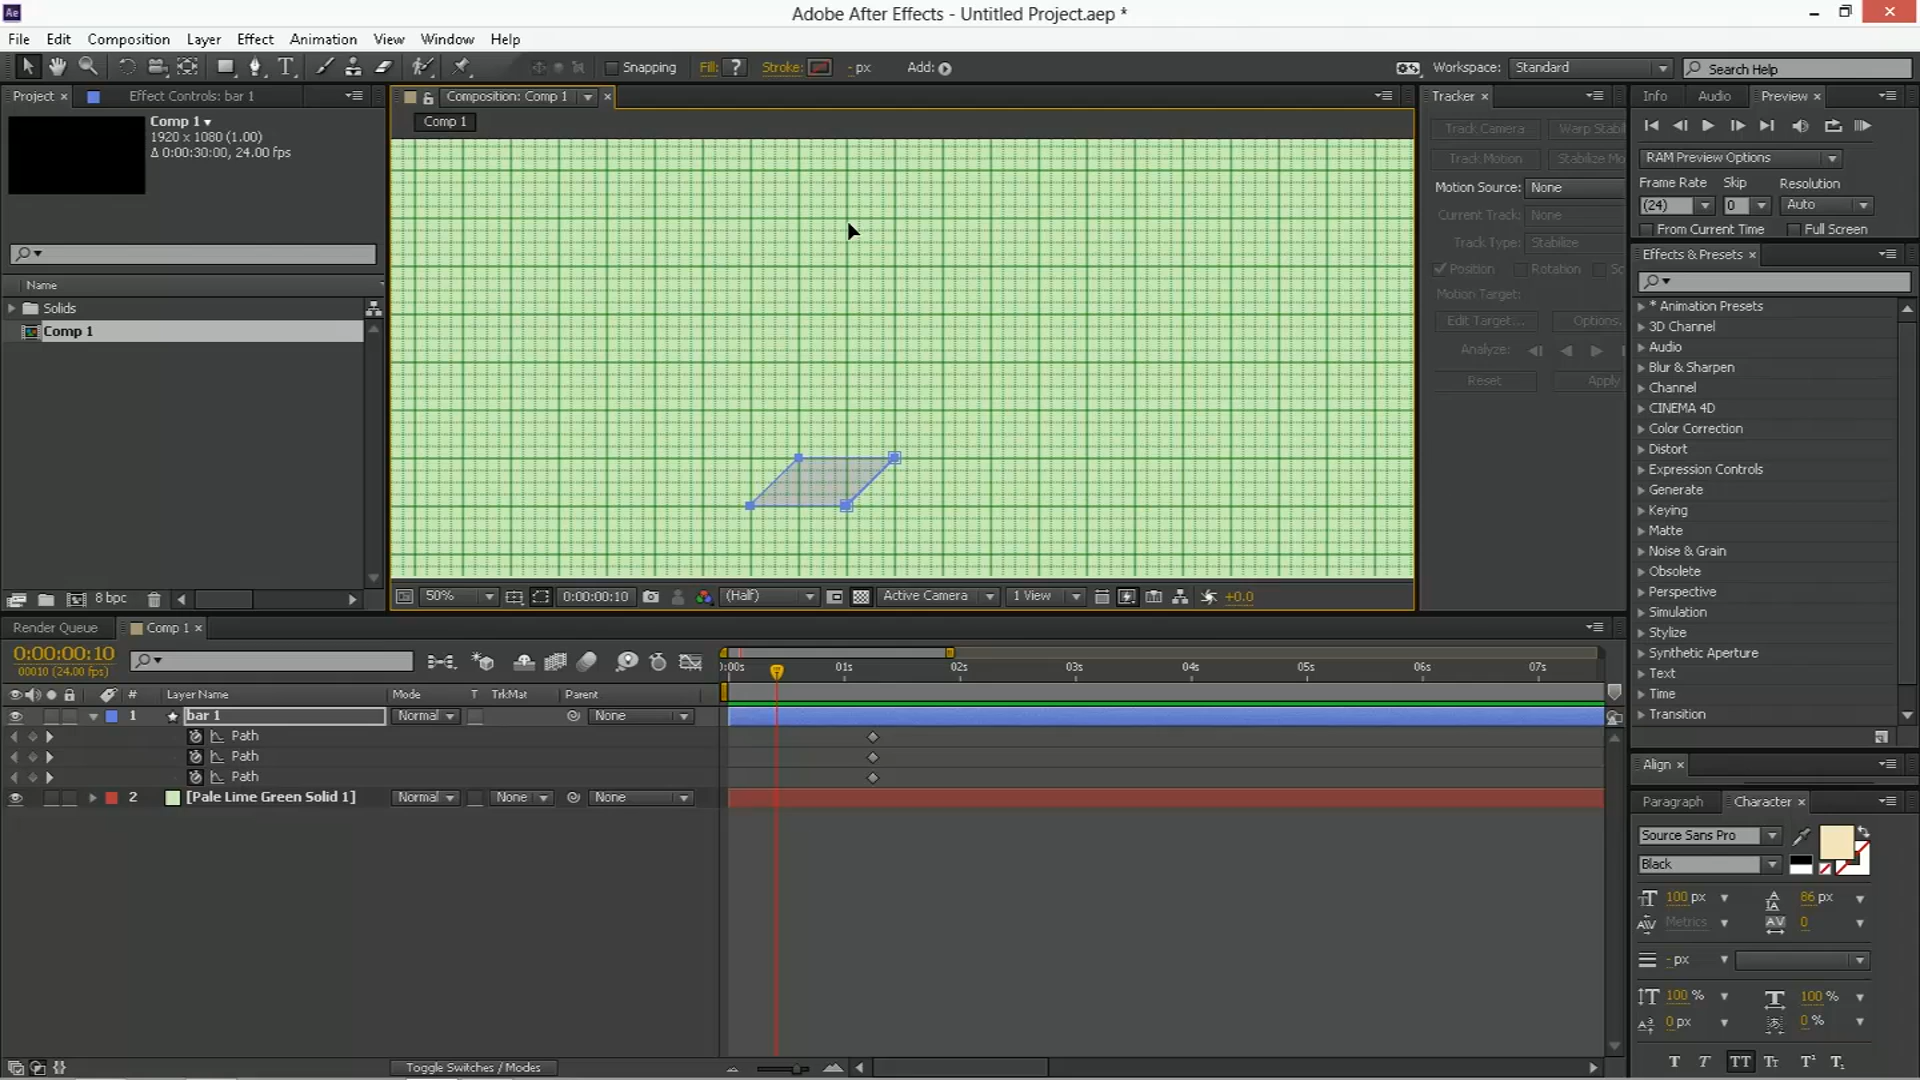 Ae
Adobe After Effects - Untitled Project.aep *
File Edit Composition Layer Effect Animation View Window Help
T Snapping Fill: ? Stroke: - px Add: Workspace: Standard Search Help
Project × Effect Controls: bar 1 Composition: Comp 1 × Tracker × Info Audio Preview ×
Comp 1
1920 x 1080 (1.00)
Δ 0:00:30:00, 24.00 fps
Comp 1
Track Camera Warp Stabil
Track Motion Stabilize Mo
Motion Source: None
Current Track: None
Track Type: Stabilize
Position Rotation Sc
Motion Target:
Edit Target... Options.
Analyze:
Reset Apply
RAM Preview Options
Frame Rate Skip Resolution
(24) 0 Auto
From Current Time Full Screen
Effects & Presets ×
* Animation Presets
3D Channel
Audio
Blur & Sharpen
Channel
CINEMA 4D
Color Correction
Distort
Expression Controls
Generate
Keying
Matte
Noise & Grain
Obsolete
Perspective
Simulation
Stylize
Synthetic Aperture
Text
Time
Transition
Name
Solids
Comp 1
8 bpc
50% 0:00:00:10 (Half) Active Camera 1 View +0.0
Render Queue Comp 1 ×
0:00:00:10
00010 (24.00 fps)
):00s 01s 02s 03s 04s 05s 06s 07s
# Layer Name Mode T TrkMat Parent
1 bar 1 Normal None
Path
Path
Path
2 [Pale Lime Green Solid 1] Normal None None
Toggle Switches / Modes
Align ×
Paragraph Character ×
Source Sans Pro
Black
100 px 86 px
Metrics 0
- px
100 % 100 %
0 px 0 %
T T TT Tt T¹ T₁